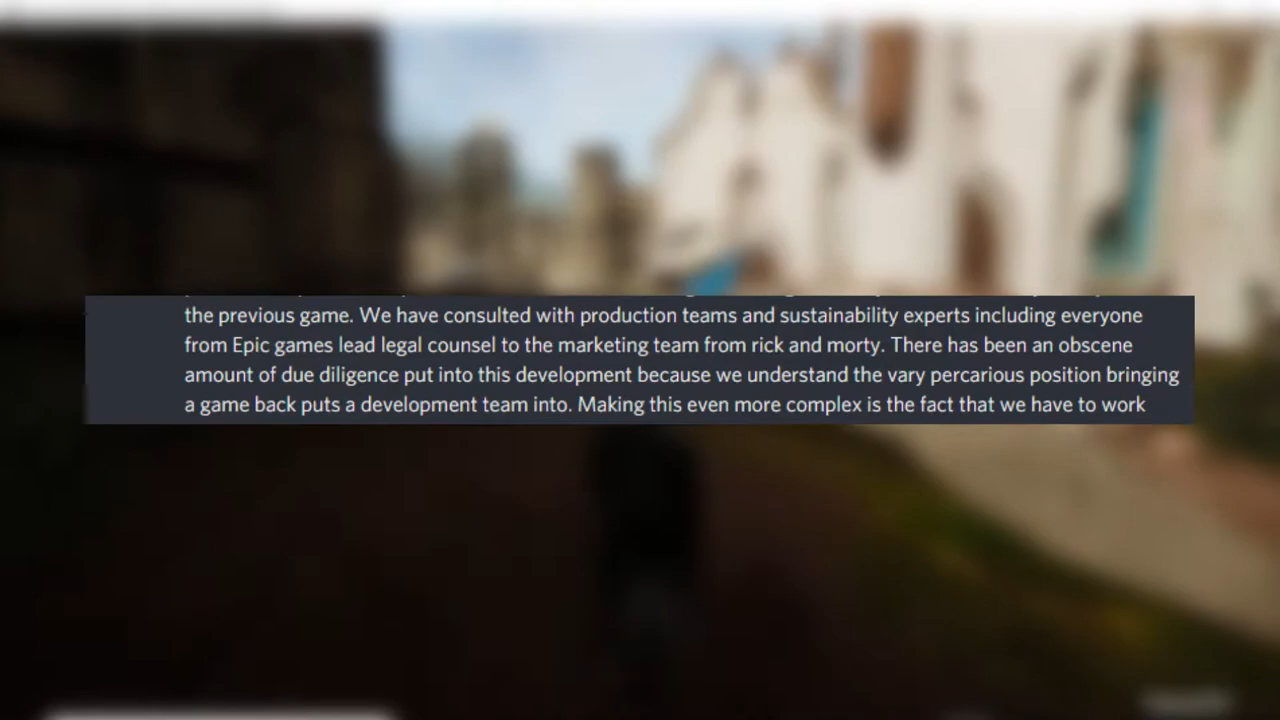 the previous game. We have consulted with production teams and sustainability experts including everyone
from Epic games lead legal counsel to the marketing team from rick and morty. There has been an obscene
amount of due diligence put into this development because we understand the vary percarious position bringing
a game back puts a development team into. Making this even more complex is the fact that we have to work